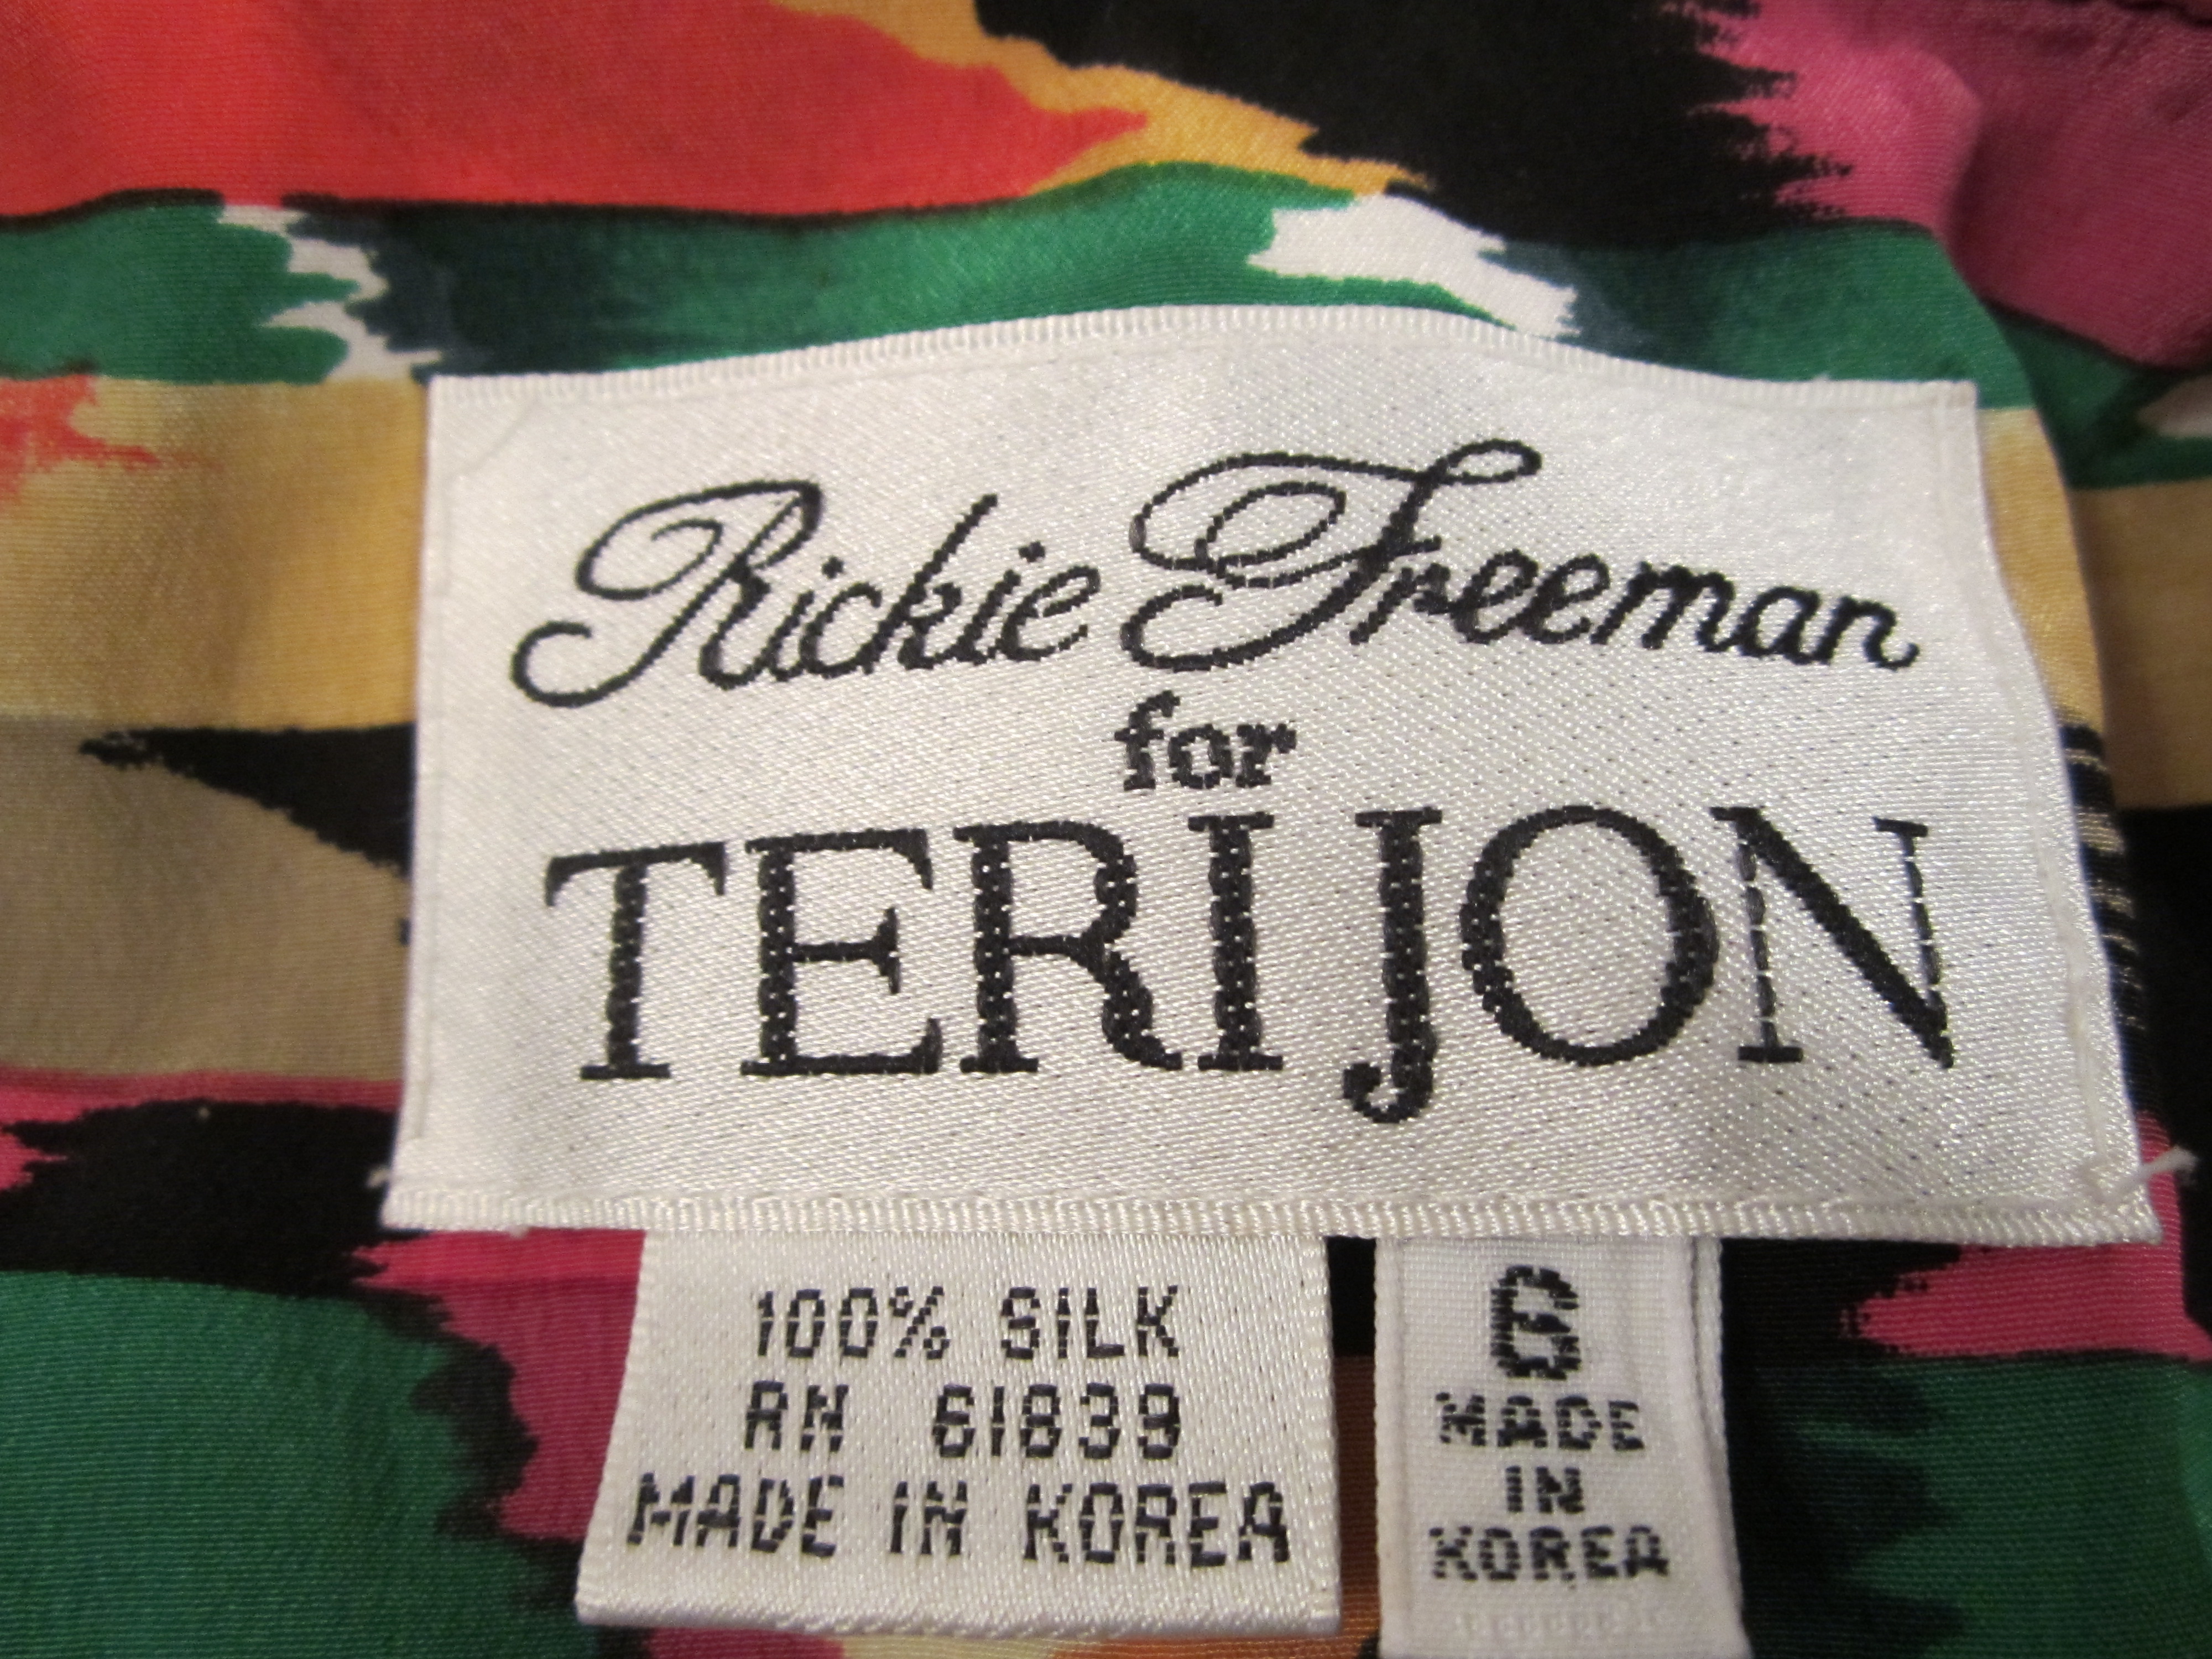 Rickie Freeman
for
TERI JON
100% SILK
RN 61839
MADE IN KOREA
6
MADE
IN
KOREA